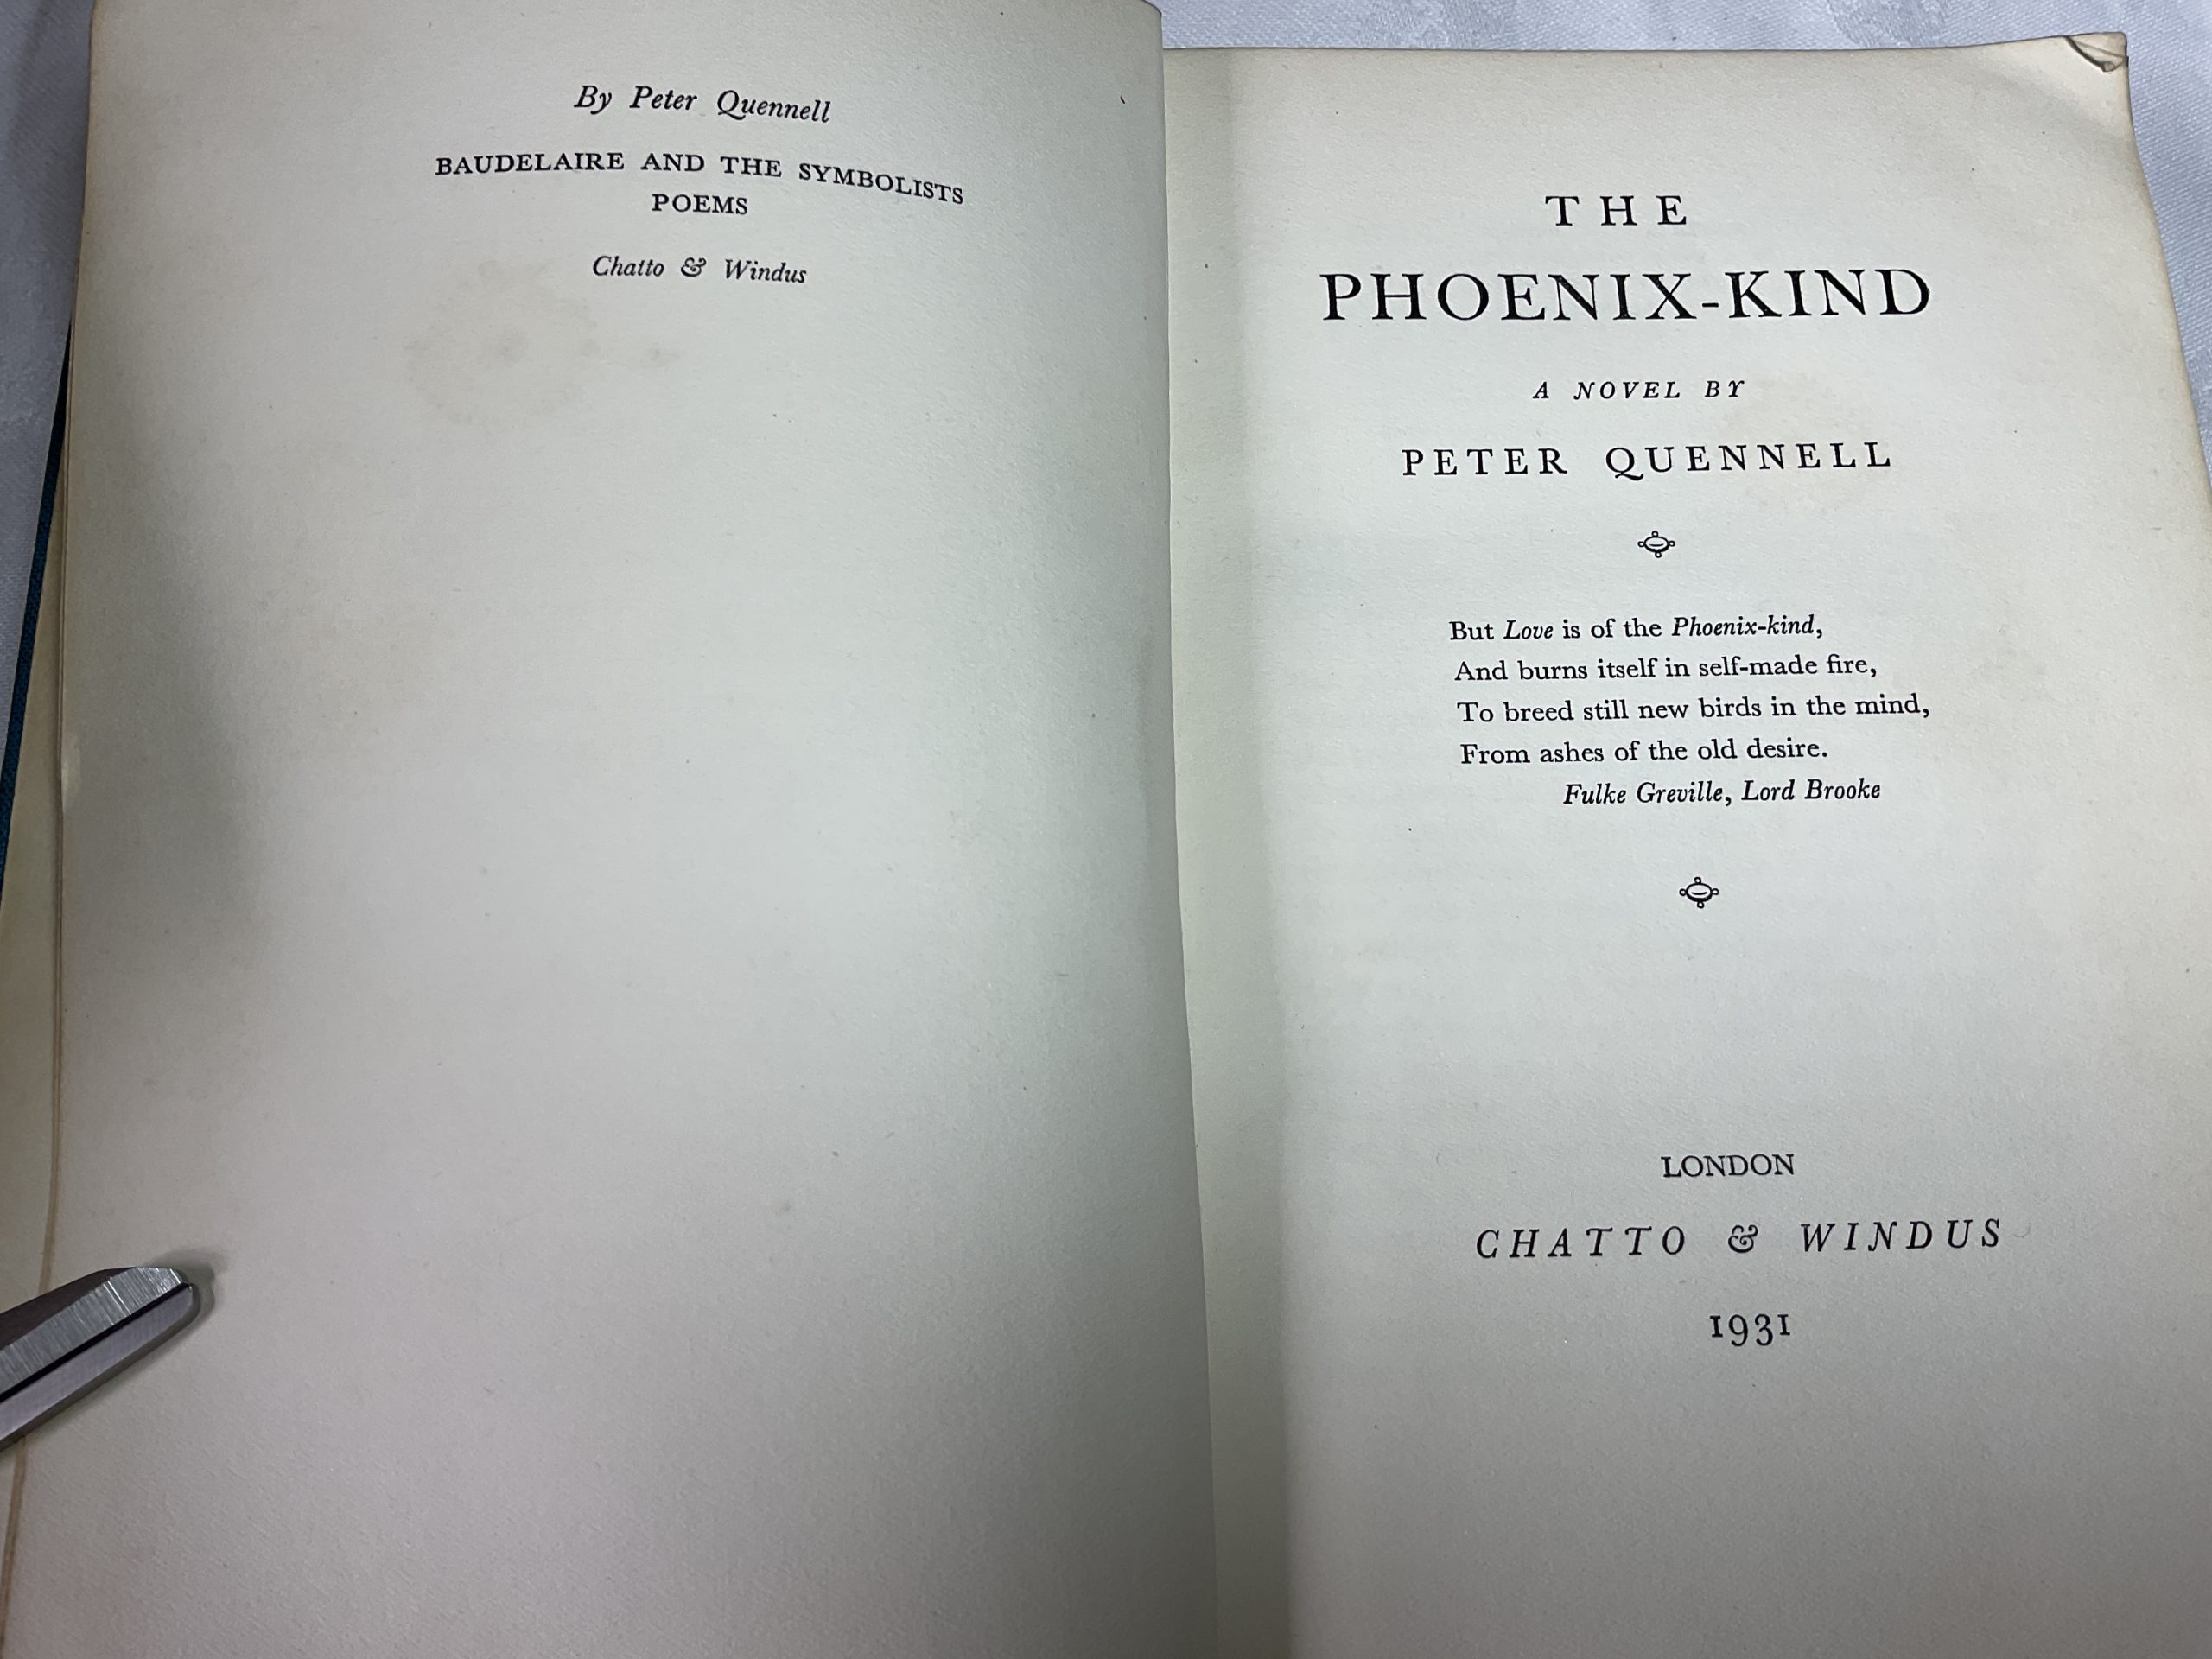 By Peter Quennell
BAUDELAIRE AND THE SYMBOLISTS
POEMS
Chatto & Windus
THE
PHOENIX-KIND
A NOVEL BY
PETER QUENNELL
But Love is of the Phoenix-kind,
And burns itself in self-made fire,
To breed still new birds in the mind,
From ashes of the old desire.
Fulke Greville, Lord Brooke
LONDON
CHATTO & WINDUS
1931